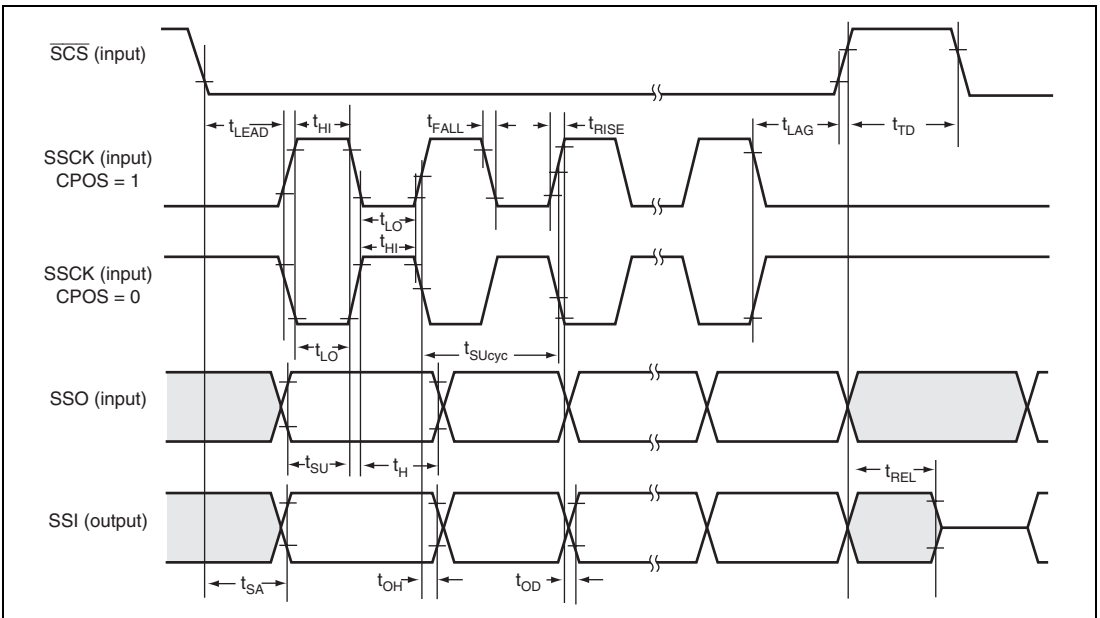 SCS (input)
tLEAD tHI tFALL tRISE tLAG tTD
SSCK (input)
CPOS = 1
tLO
tHI
SSCK (input)
CPOS = 0
tLO tSUcyc
SSO (input)
tSU tH tREL
SSI (output)
tSA tOH tOD